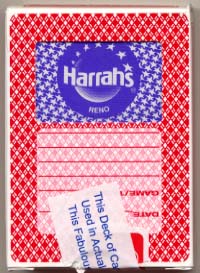 Harrah's
RENO
GAME/
DATE
This Deck of Ca
Used in Actual
This Fabulou